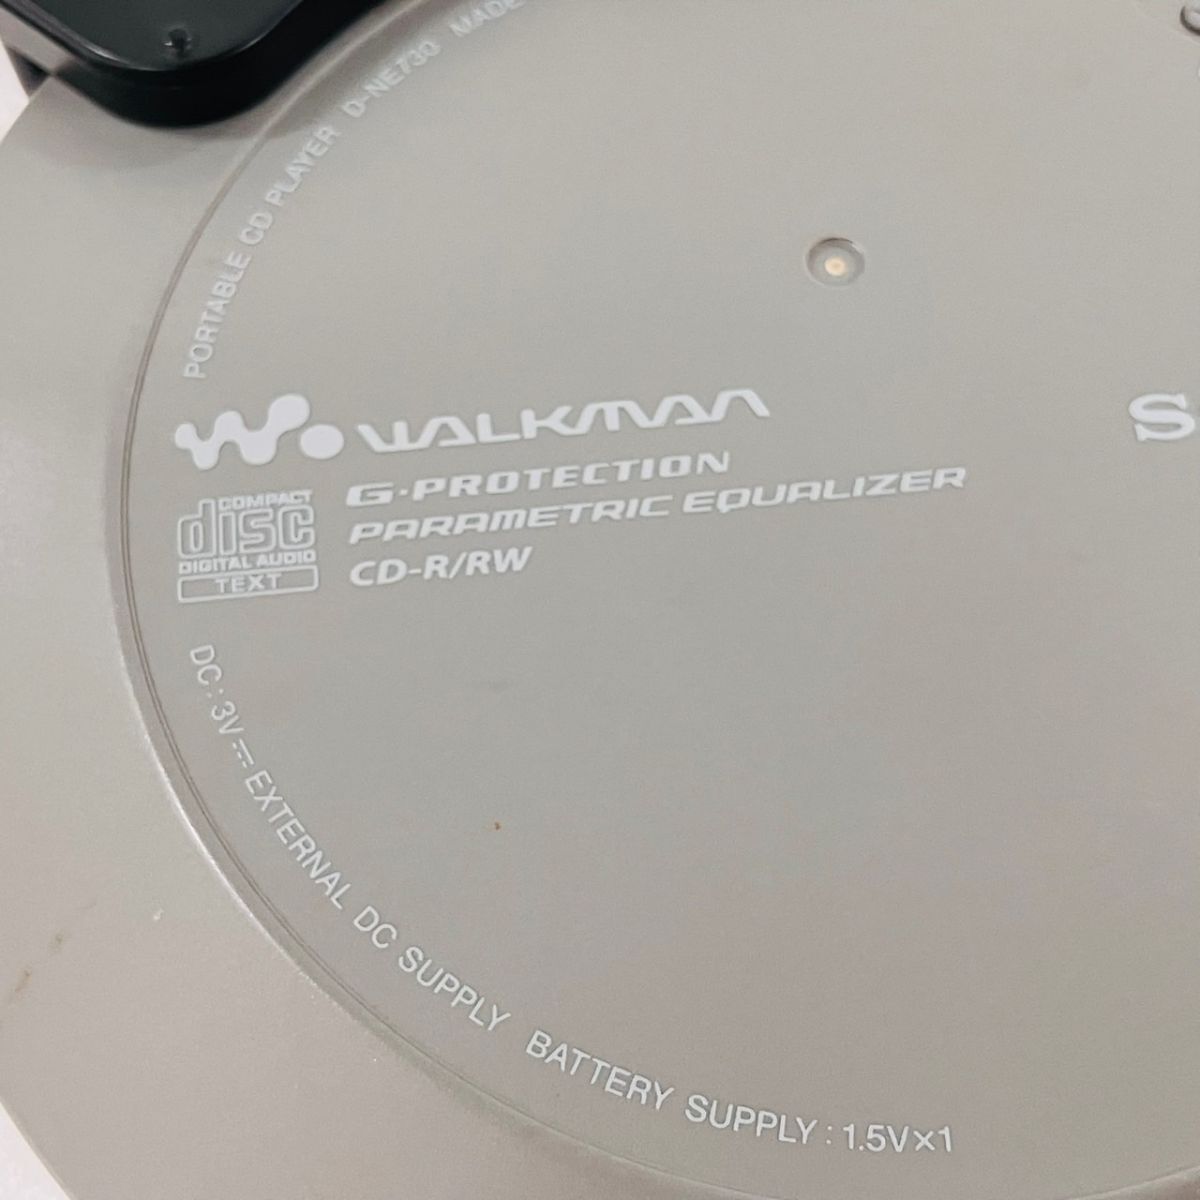 PORTABLE CD PLAYER D-NE730 MADE
WALKMAN
G-PROTECTION
PARAMETRIC EQUALIZER
CD-R/RW
COMPACT
disc
DIGITAL AUDIO
TEXT
S
DC:3V⎓EXTERNAL DC SUPPLY BATTERY SUPPLY:1.5V×1